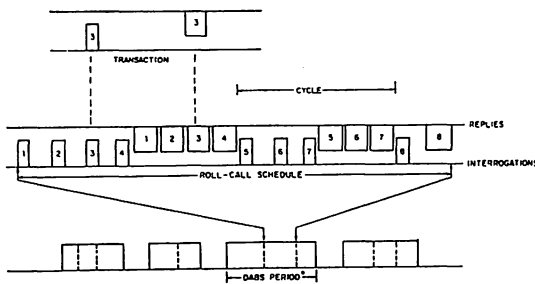 3
3
TRANSACTION
CYCLE
REPLIES
1 2 3 4 5 6 7 8
1 2 3 4 5 6 7 8
INTERROGATIONS
ROLL-CALL SCHEDULE
DABS PERIOD*